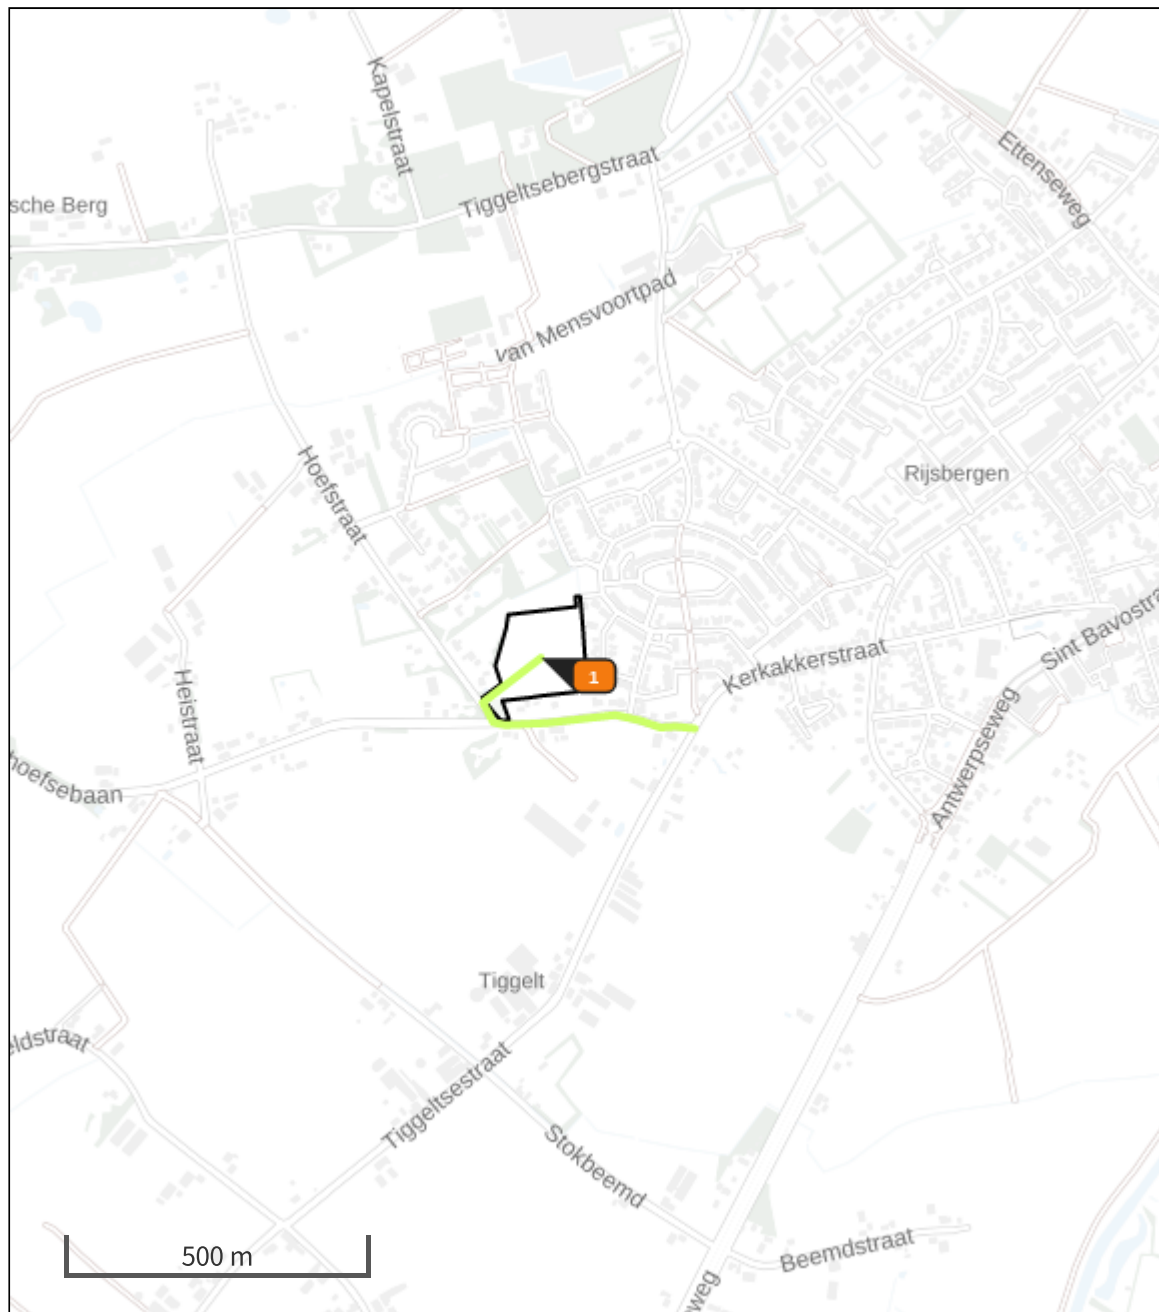 Kapelstraat
Ettenseweg
Tiggeltsebergstraat
sche Berg
van Mensvoortpad
Hoefstraat
Rijsbergen
Sint Bavostra
Kerkakkerstraat
1
Heistraat
Antwerpseweg
hoefsebaan
Tiggelt
eldstraat
Tiggeltsestraat
Stokbeemd
Beemdstraat
500 m
weg